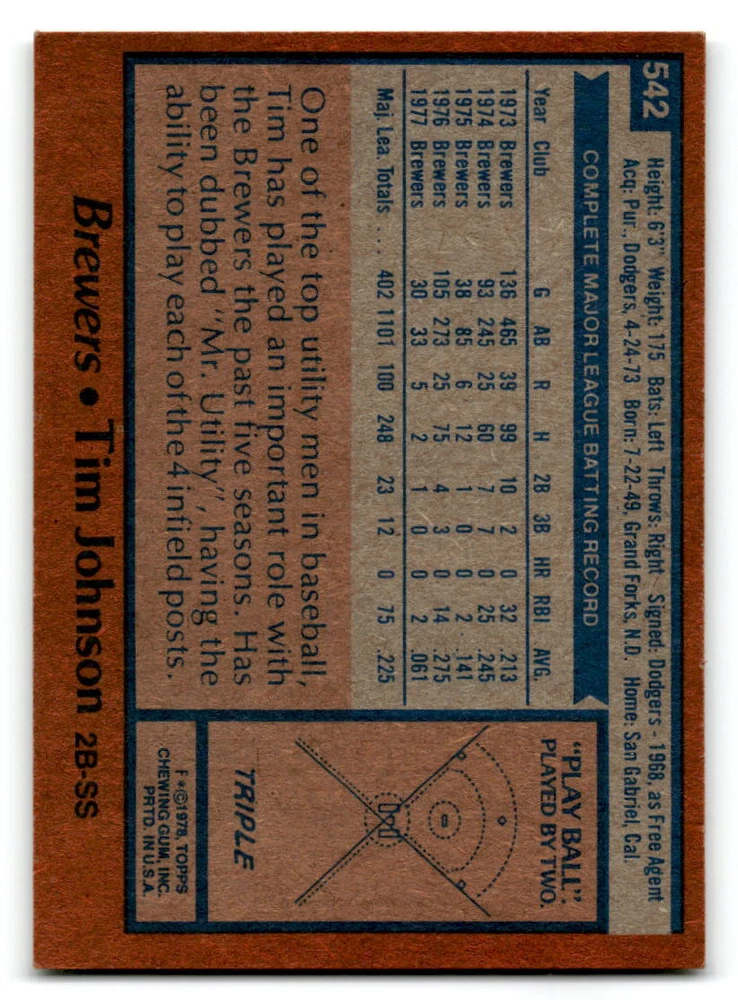 542
Height: 6'3" Weight: 175 Bats: Left Throws: Right Signed: Dodgers - 1968, as Free Agent
Acq: Pur., Dodgers, 4-24-73 Born: 7-22-49, Grand Forks, N.D. Home: San Gabriel, Cal.
COMPLETE MAJOR LEAGUE BATTING RECORD
Year Club G AB R H 2B 3B HR RBI AVG.
1973 Brewers 136 465 39 99 10 2 0 32 .213
1974 Brewers 93 245 25 60 7 7 0 25 .245
1975 Brewers 38 85 6 12 1 0 0 2 .141
1976 Brewers 105 273 25 75 4 3 0 14 .275
1977 Brewers 30 33 5 2 1 0 0 2 .061
Maj. Lea. Totals ... 402 1101 100 248 23 12 0 75 .225
One of the top utility men in baseball,
Tim has played an important role with
the Brewers the past five seasons. Has
been dubbed "Mr. Utility", having the
ability to play each of the 4 infield posts.
"PLAY BALL".
PLAYED BY TWO.
TRIPLE
F*©1978, TOPPS
CHEWING GUM, INC.
PRTD. IN U.S.A.
Brewers • Tim Johnson 2B-SS